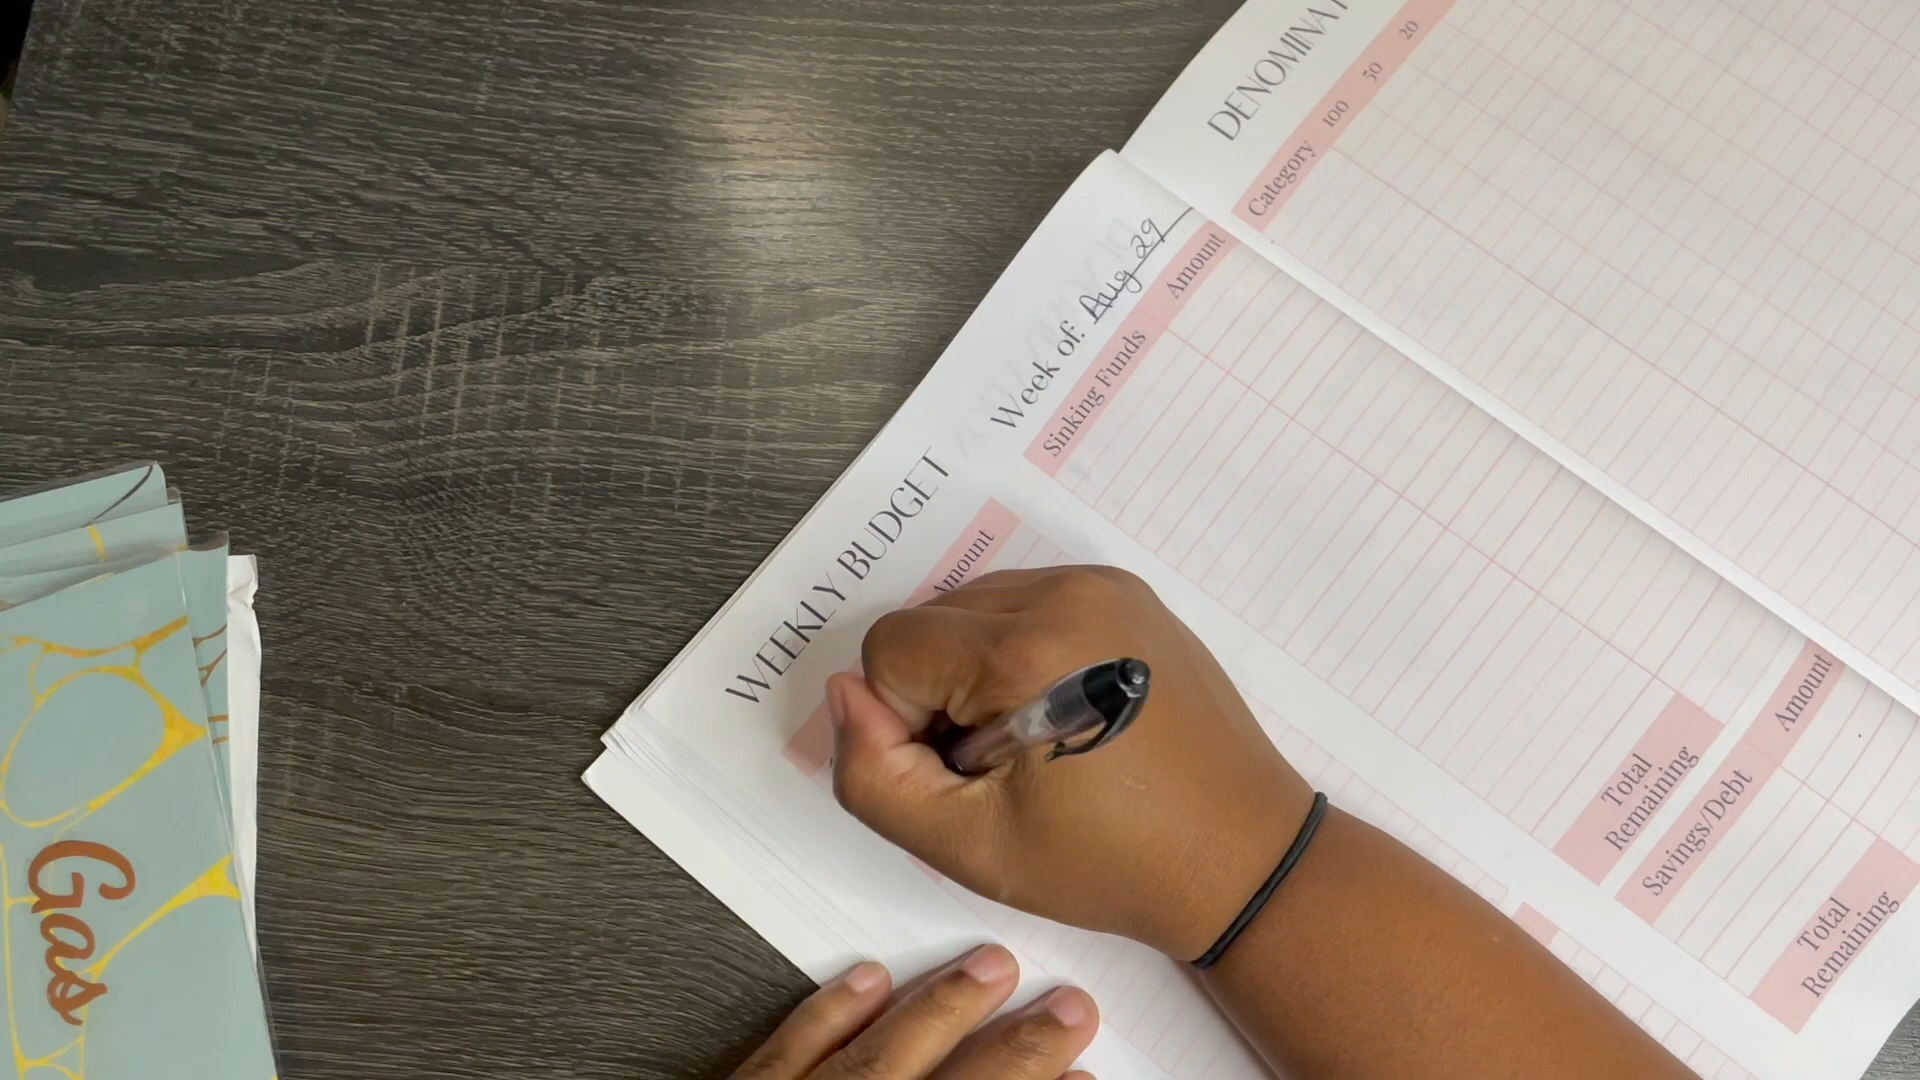 WEEKLY BUDGET
Week of: Aug 29
Amount
Sinking Funds Amount
Total
Remaining
Savings/Debt Amount
Total
Remaining
DENOMINAT
Category 100 50 20
Gas